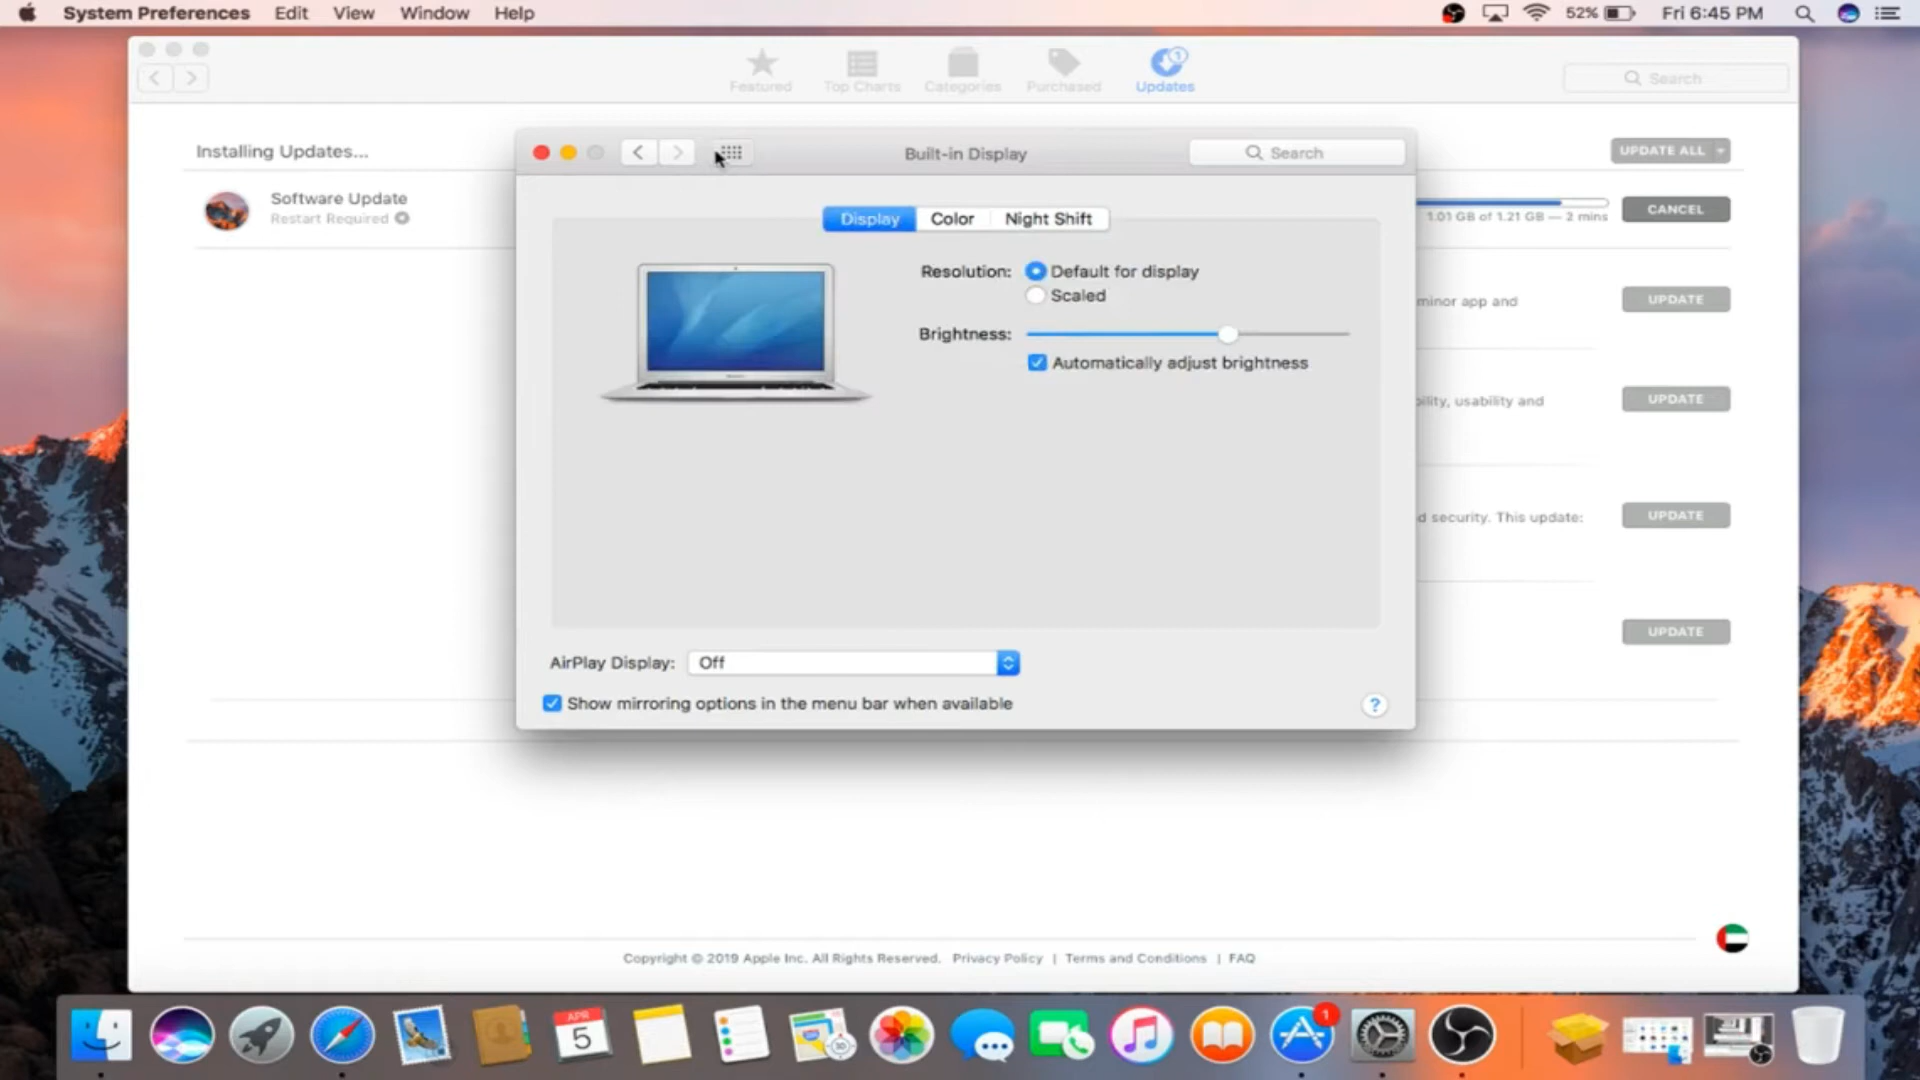 System Preferences Edit View Window Help 52% Fri 6:45 PM
Featured Top Charts Categories Purchased Updates Search
1
Installing Updates...
UPDATE ALL
Built-in Display
Search
Software Update
Restart Required
1.01 GB of 1.21 GB — 2 mins
CANCEL
Display Color Night Shift
Resolution: Default for display
Scaled
minor app and
UPDATE
Brightness:
Automatically adjust brightness
bility, usability and
UPDATE
d security. This update:
UPDATE
UPDATE
AirPlay Display: Off
Show mirroring options in the menu bar when available
?
Copyright © 2019 Apple Inc. All Rights Reserved. Privacy Policy | Terms and Conditions | FAQ
APR
5
3D
1